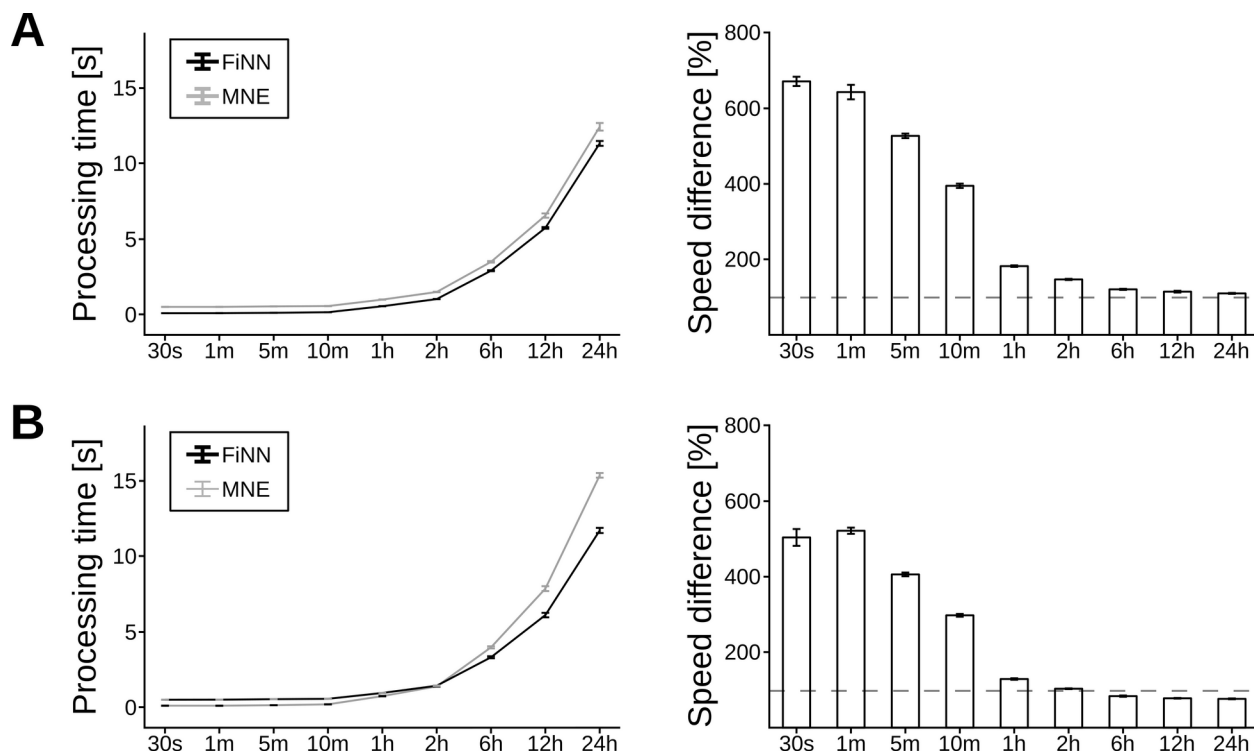 A
Processing time [s]
15
10
5
0
FiNN
MNE
30s 1m 5m 10m 1h 2h 6h 12h 24h
Speed difference [%]
800
600
400
200
30s 1m 5m 10m 1h 2h 6h 12h 24h
B
Processing time [s]
15
10
5
0
FiNN
MNE
30s 1m 5m 10m 1h 2h 6h 12h 24h
Speed difference [%]
800
600
400
200
30s 1m 5m 10m 1h 2h 6h 12h 24h